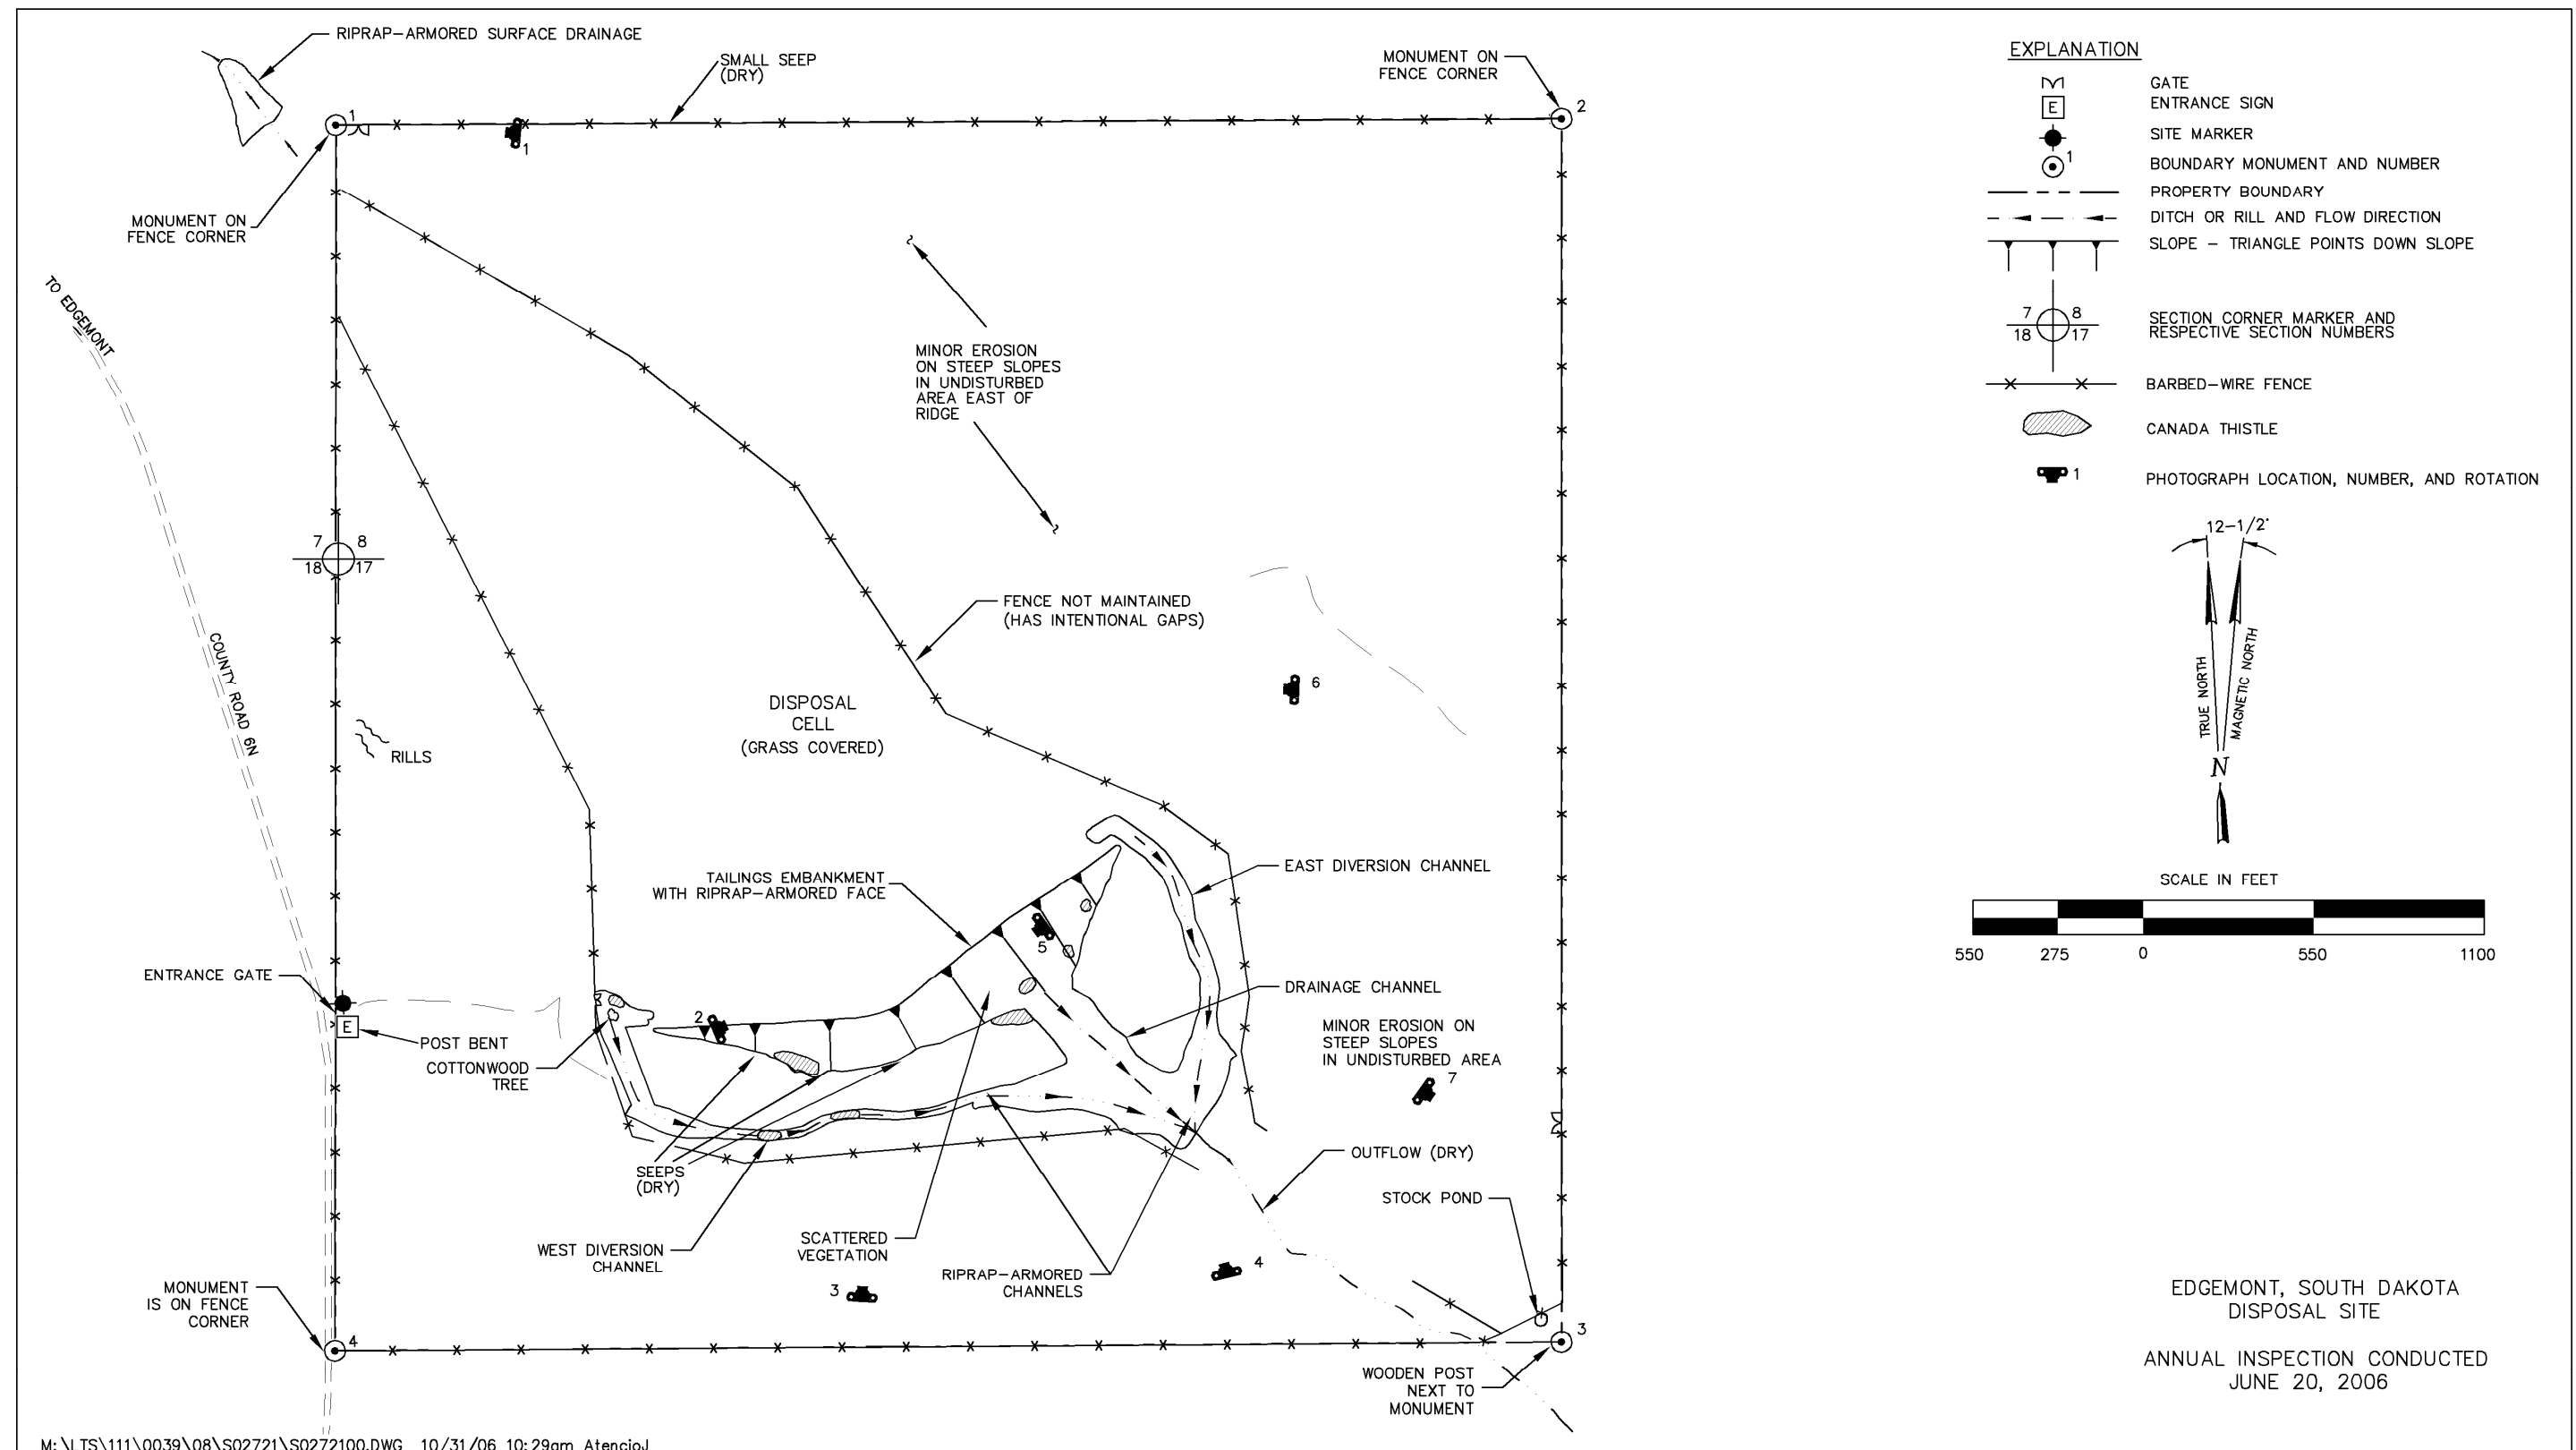 RIPRAP-ARMORED SURFACE DRAINAGE
SMALL SEEP
(DRY)
MONUMENT ON
FENCE CORNER
1
2
1
MONUMENT ON
FENCE CORNER
TO EDGEMONT
MINOR EROSION
ON STEEP SLOPES
IN UNDISTURBED
AREA EAST OF
RIDGE
7
8
18
17
FENCE NOT MAINTAINED
(HAS INTENTIONAL GAPS)
COUNTY ROAD 6N
6
DISPOSAL
CELL
(GRASS COVERED)
RILLS
TAILINGS EMBANKMENT
WITH RIPRAP-ARMORED FACE
EAST DIVERSION CHANNEL
5
ENTRANCE GATE
DRAINAGE CHANNEL
2
E
POST BENT
COTTONWOOD
TREE
MINOR EROSION ON
STEEP SLOPES
IN UNDISTURBED AREA
7
SEEPS
(DRY)
OUTFLOW (DRY)
STOCK POND
WEST DIVERSION
CHANNEL
SCATTERED
VEGETATION
RIPRAP-ARMORED
CHANNELS
3
4
MONUMENT
IS ON FENCE
CORNER
4
3
WOODEN POST
NEXT TO
MONUMENT
M:\LTS\111\0039\08\S02721\S0272100.DWG 10/31/06 10:29am AtencioJ
EXPLANATION
GATE
E
ENTRANCE SIGN
SITE MARKER
1
BOUNDARY MONUMENT AND NUMBER
PROPERTY BOUNDARY
DITCH OR RILL AND FLOW DIRECTION
SLOPE - TRIANGLE POINTS DOWN SLOPE
7
8
18
17
SECTION CORNER MARKER AND
RESPECTIVE SECTION NUMBERS
BARBED-WIRE FENCE
CANADA THISTLE
1
PHOTOGRAPH LOCATION, NUMBER, AND ROTATION
12-1/2°
TRUE NORTH
MAGNETIC NORTH
N
SCALE IN FEET
550 275 0 550 1100
EDGEMONT, SOUTH DAKOTA
DISPOSAL SITE
ANNUAL INSPECTION CONDUCTED
JUNE 20, 2006